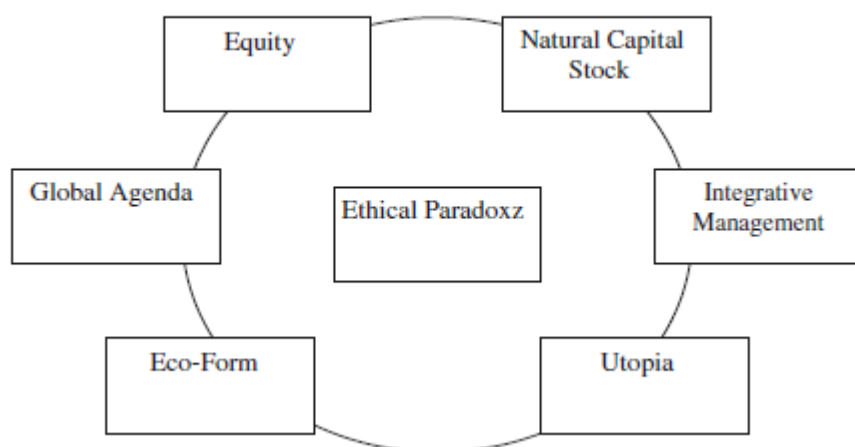 Equity
Natural Capital
Stock
Global Agenda
Ethical Paradoxz
Integrative
Management
Eco-Form
Utopia